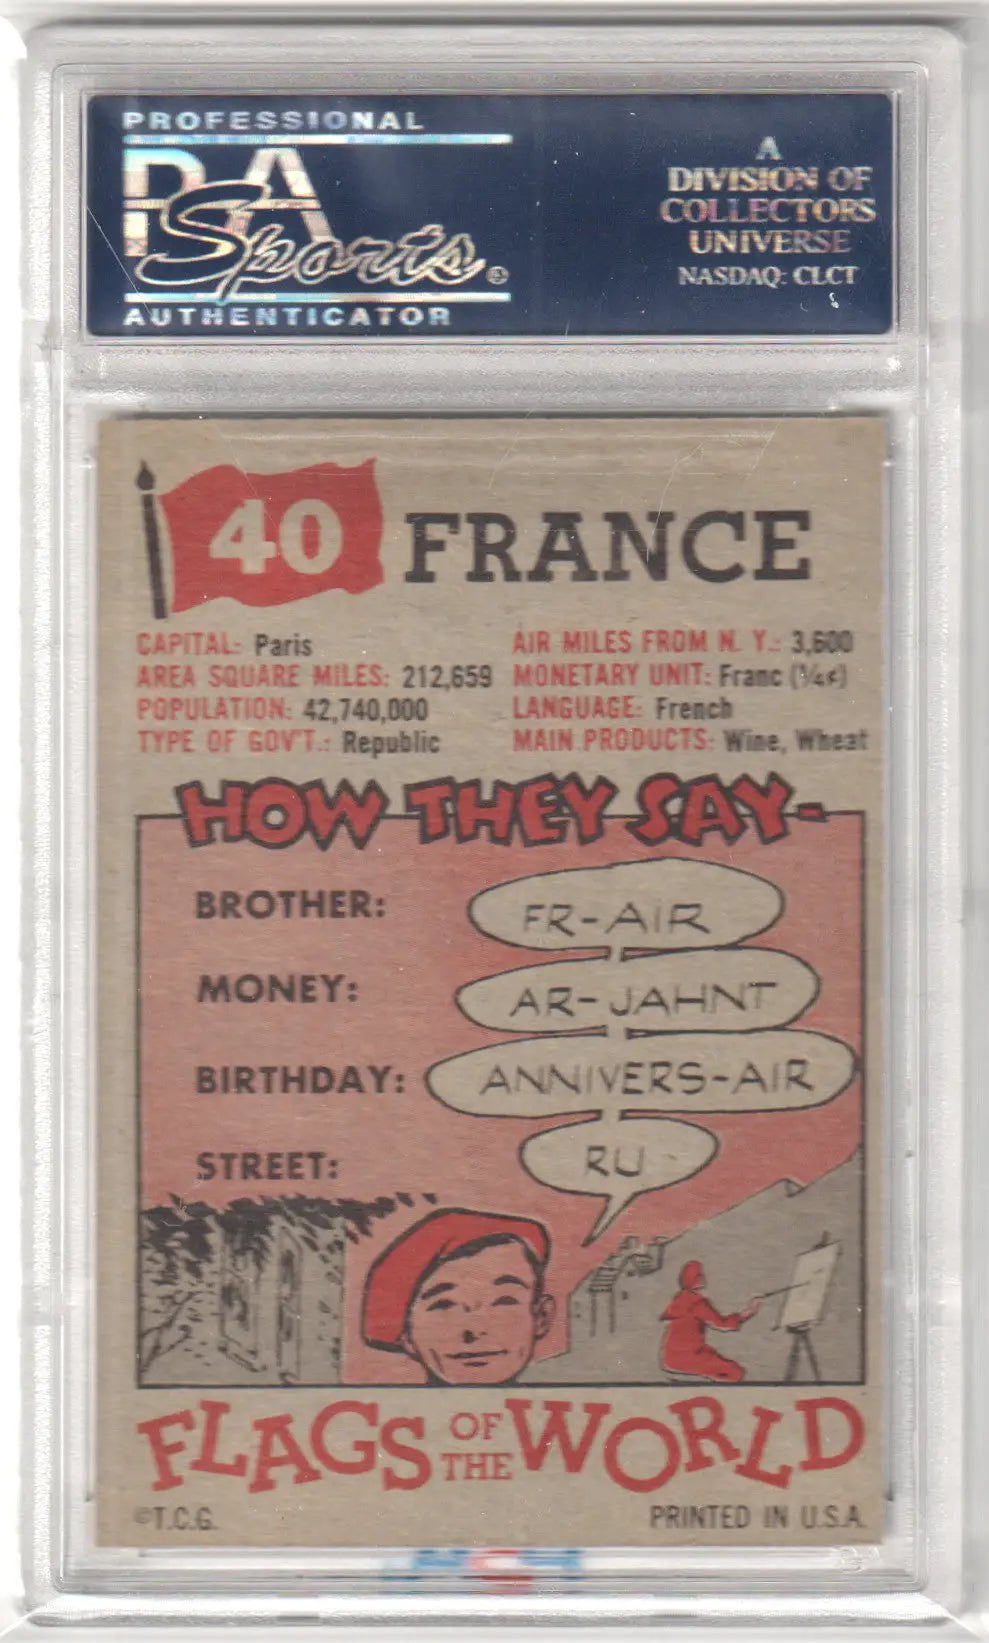 PROFESSIONAL
PSA
Sports ®
AUTHENTICATOR
A
DIVISION OF
COLLECTORS
UNIVERSE
NASDAQ: CLCT
40 FRANCE
CAPITAL: Paris
AREA SQUARE MILES: 212,659
POPULATION: 42,740,000
TYPE OF GOV'T.: Republic
AIR MILES FROM N. Y.: 3,600
MONETARY UNIT: Franc (¼¢)
LANGUAGE: French
MAIN PRODUCTS: Wine, Wheat
HOW THEY SAY-
BROTHER: FR-AIR
MONEY: AR-JAHNT
BIRTHDAY: ANNIVERS-AIR
STREET: RU
FLAGS OF THE WORLD
©T.C.G.
PRINTED IN U.S.A.